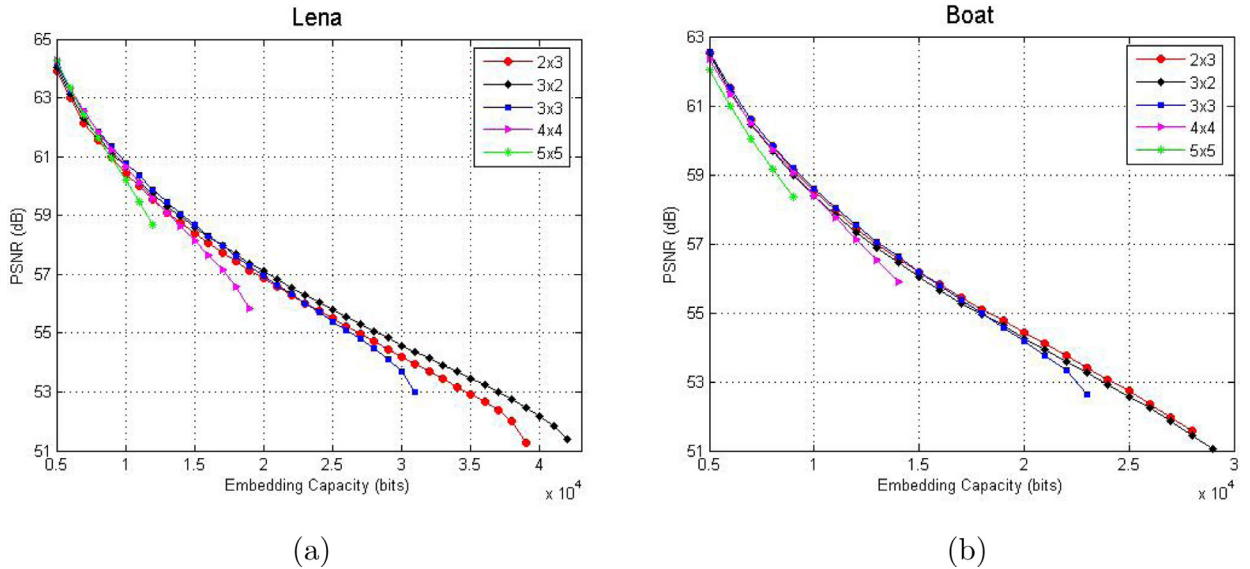 Lena
65
63
61
59
57
55
53
51
PSNR (dB)
2x3
3x2
3x3
4x4
5x5
0.5 1 1.5 2 2.5 3 3.5 4
Embedding Capacity (bits)
x 10^4
(a)
Boat
63
61
59
57
55
53
51
PSNR (dB)
2x3
3x2
3x3
4x4
5x5
0.5 1 1.5 2 2.5 3
Embedding Capacity (bits)
x 10^4
(b)